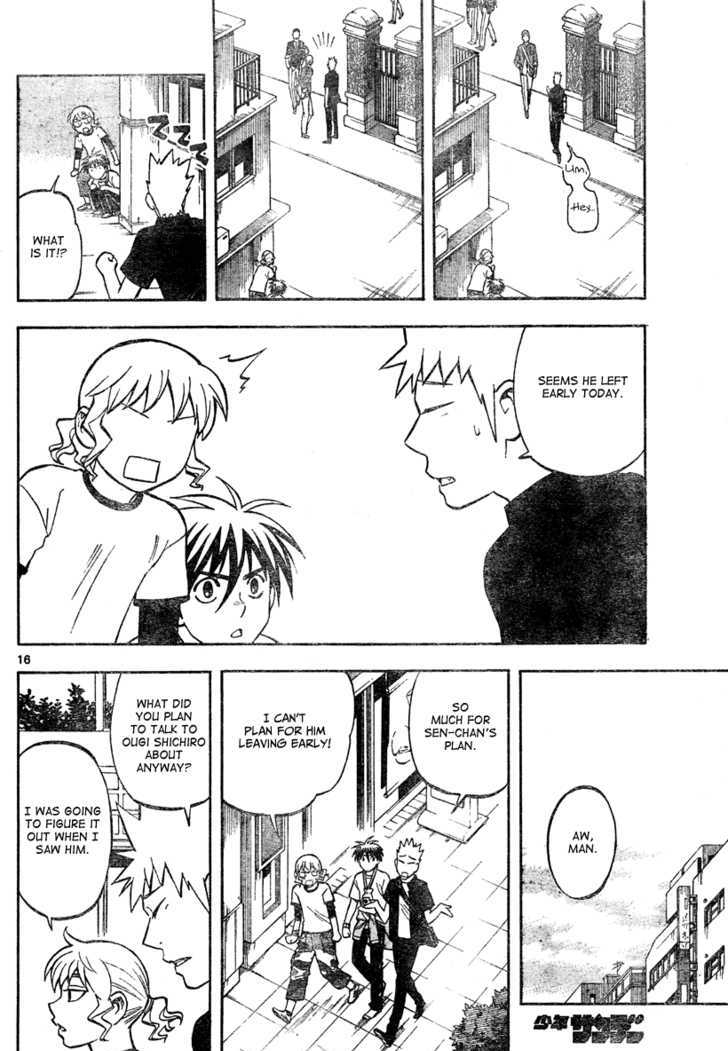 Um,
Hey..
ZZZ
WHAT
IS IT!?
SEEMS HE LEFT
EARLY TODAY.
16
AW,
MAN.
SO
MUCH FOR
SEN-CHAN'S
PLAN.
I CAN'T
PLAN FOR HIM
LEAVING EARLY!
WHAT DID
YOU PLAN
TO TALK TO
OUGI SHICHIRO
ABOUT
ANYWAY?
I WAS GOING
TO FIGURE IT
OUT WHEN I
SAW HIM.